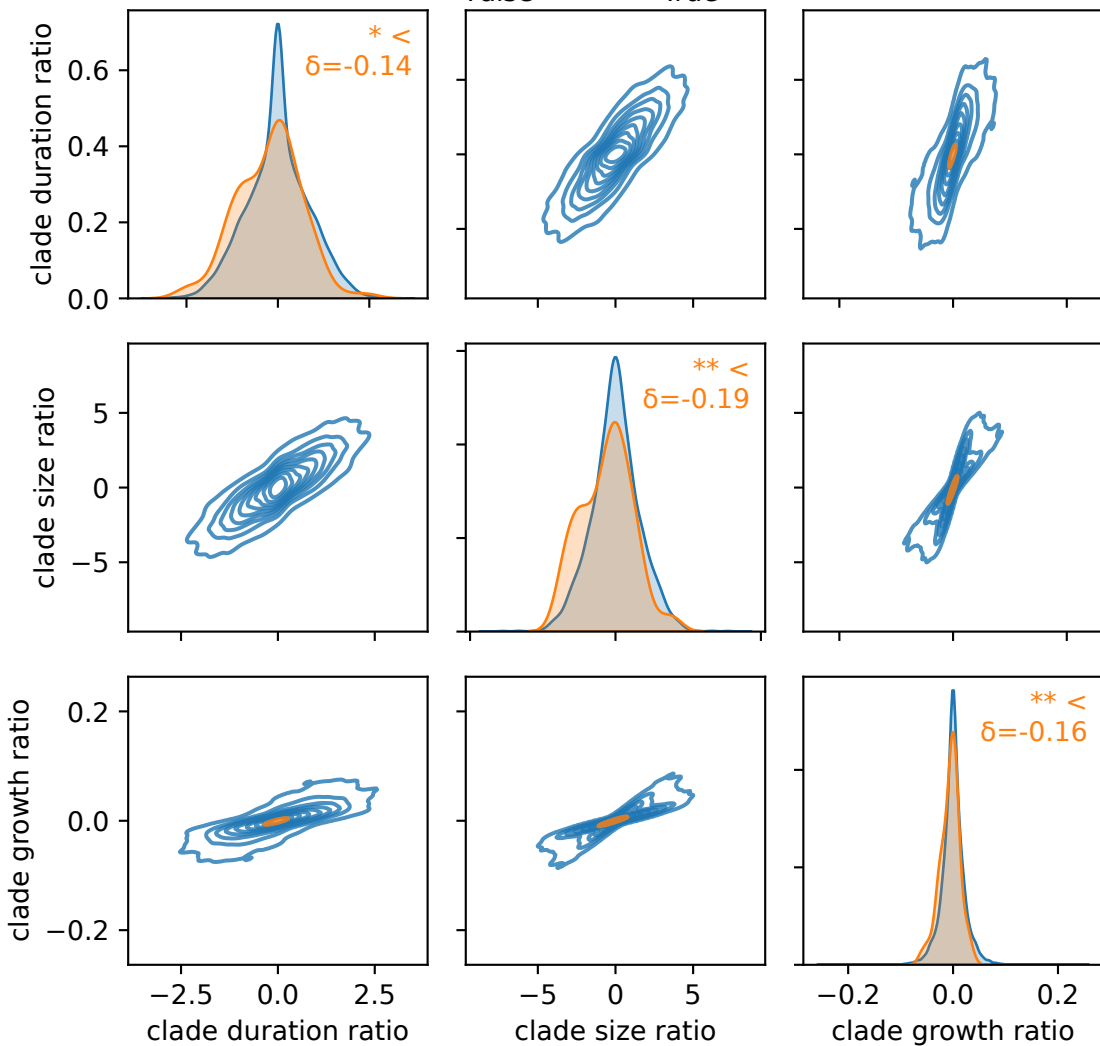 clade duration ratio
0.6
0.4
0.2
0.0
* <
δ=-0.14
clade size ratio
5
0
−5
** <
δ=-0.19
clade growth ratio
0.2
0.0
−0.2
** <
δ=-0.16
−2.5 0.0 2.5
clade duration ratio
−5 0 5
clade size ratio
−0.2 0.0 0.2
clade growth ratio